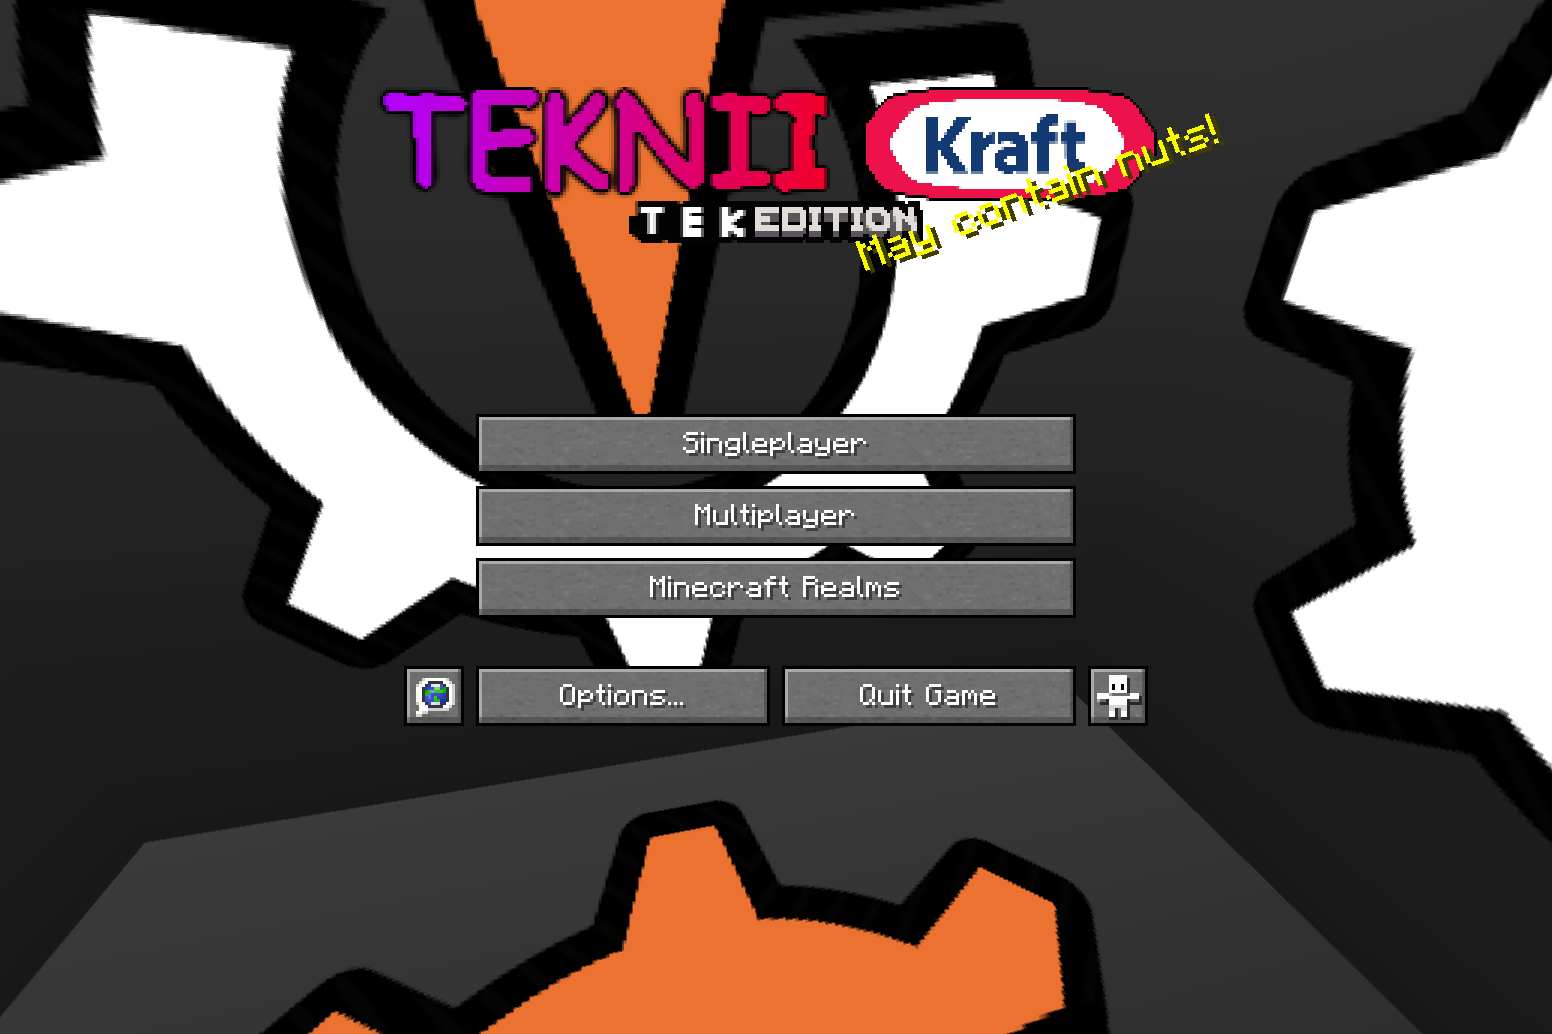 TEKNII Kraft
TEK EDITION
May contain nuts!
Singleplayer
Multiplayer
Minecraft Realms
Options...
Quit Game